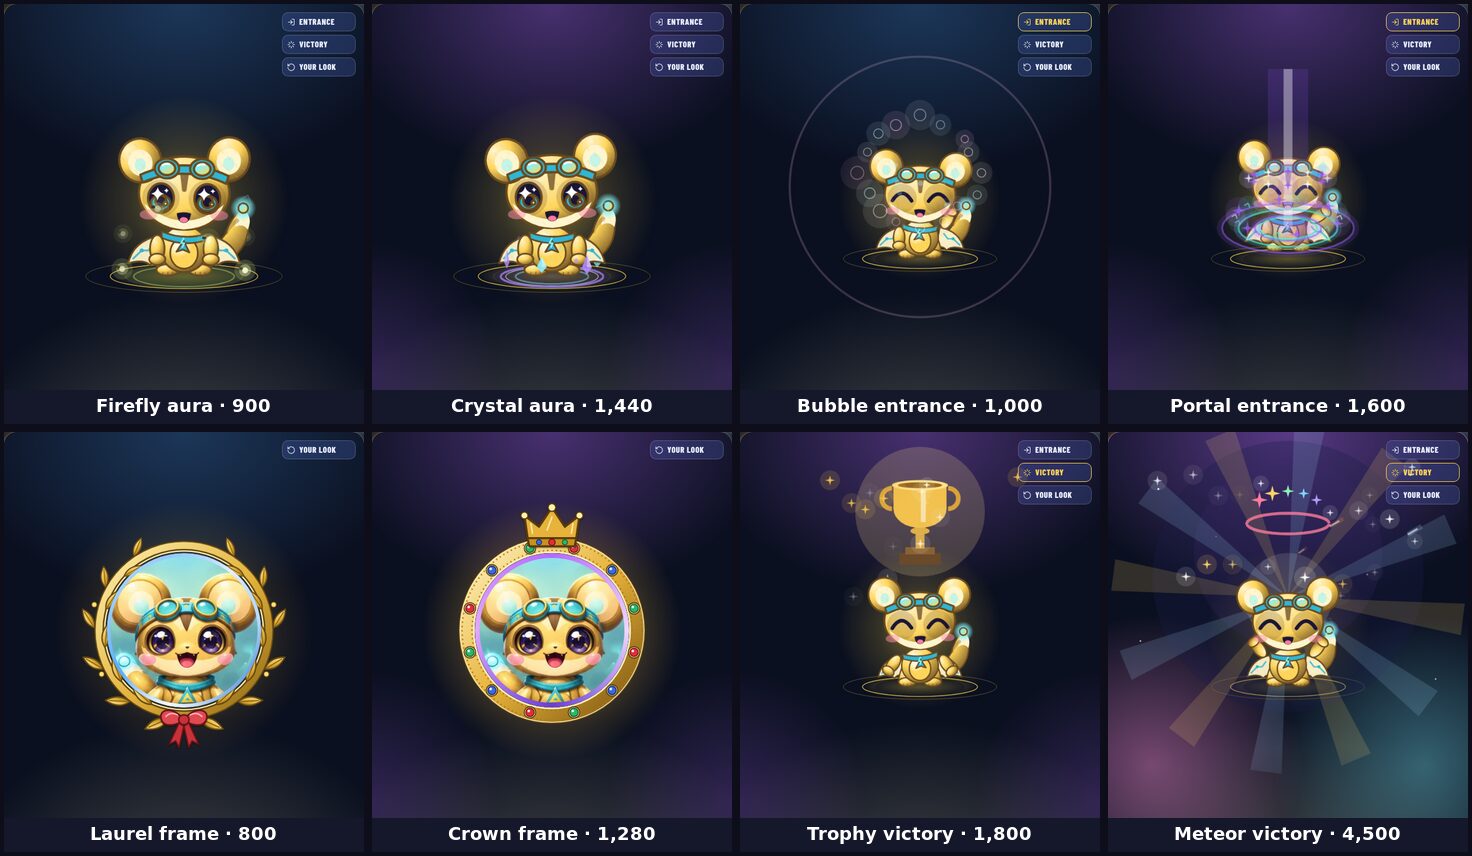 ENTRANCE
VICTORY
YOUR LOOK
Firefly aura · 900
ENTRANCE
VICTORY
YOUR LOOK
Crystal aura · 1,440
ENTRANCE
VICTORY
YOUR LOOK
Bubble entrance · 1,000
ENTRANCE
VICTORY
YOUR LOOK
Portal entrance · 1,600
YOUR LOOK
Laurel frame · 800
YOUR LOOK
Crown frame · 1,280
ENTRANCE
VICTORY
YOUR LOOK
Trophy victory · 1,800
ENTRANCE
VICTORY
YOUR LOOK
Meteor victory · 4,500